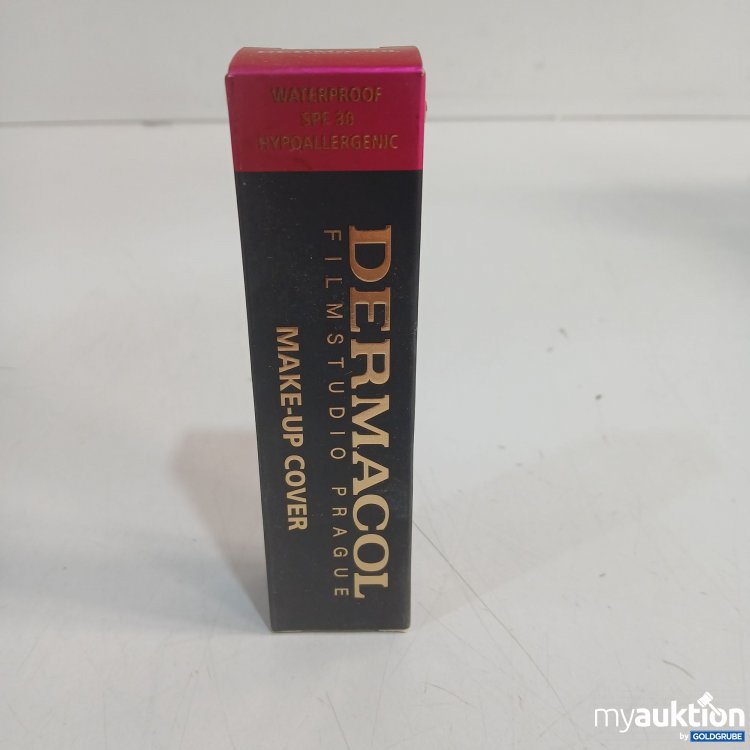 WATERPROOF
SPF 30
HYPOALLERGENIC
DERMACOL
FILMSTUDIO PRAGUE
MAKE-UP COVER
myauktion
by GOLDGRUBE